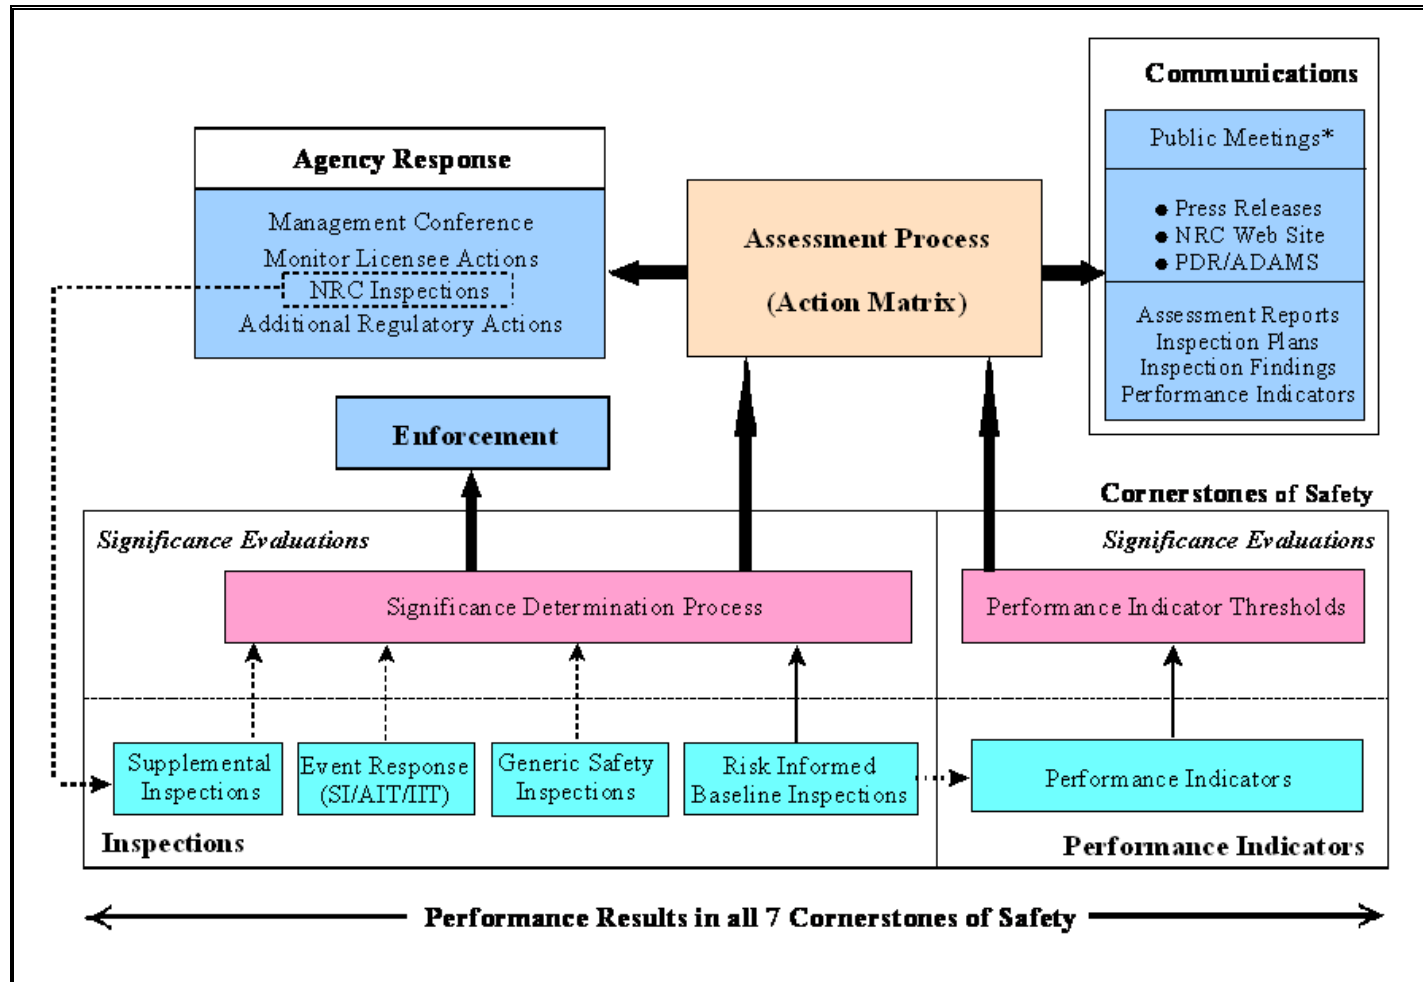 Communications
Public Meetings*
● Press Releases
● NRC Web Site
● PDR/ADAMS
Assessment Reports
Inspection Plans
Inspection Findings
Performance Indicators
Agency Response
Management Conference
Monitor Licensee Actions
NRC Inspections
Additional Regulatory Actions
Assessment Process
(Action Matrix)
Enforcement
Cornerstones of Safety
Significance Evaluations
Significance Evaluations
Significance Determination Process
Performance Indicator Thresholds
Supplemental
Inspections
Event Response
(SI/AIT/IIT)
Generic Safety
Inspections
Risk Informed
Baseline Inspections
Performance Indicators
Inspections
Performance Indicators
Performance Results in all 7 Cornerstones of Safety